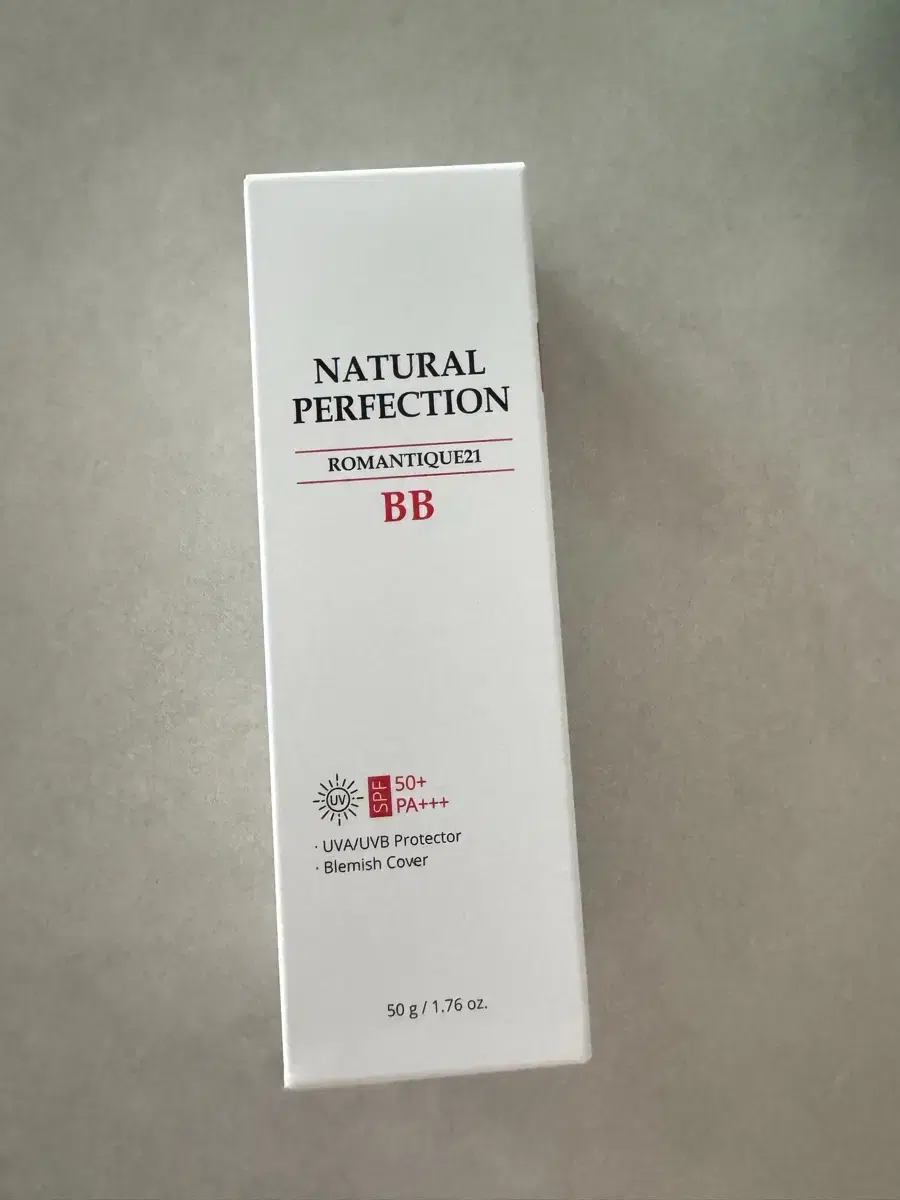 NATURAL
PERFECTION
ROMANTIQUE21
BB
UV
SPF
50+
PA+++
· UVA/UVB Protector
· Blemish Cover
50 g / 1.76 oz.